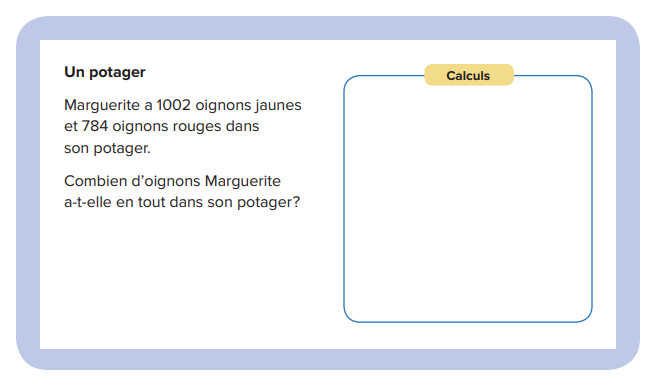 Un potager
Marguerite a 1002 oignons jaunes
et 784 oignons rouges dans
son potager.
Combien d’oignons Marguerite
a-t-elle en tout dans son potager?
Calculs